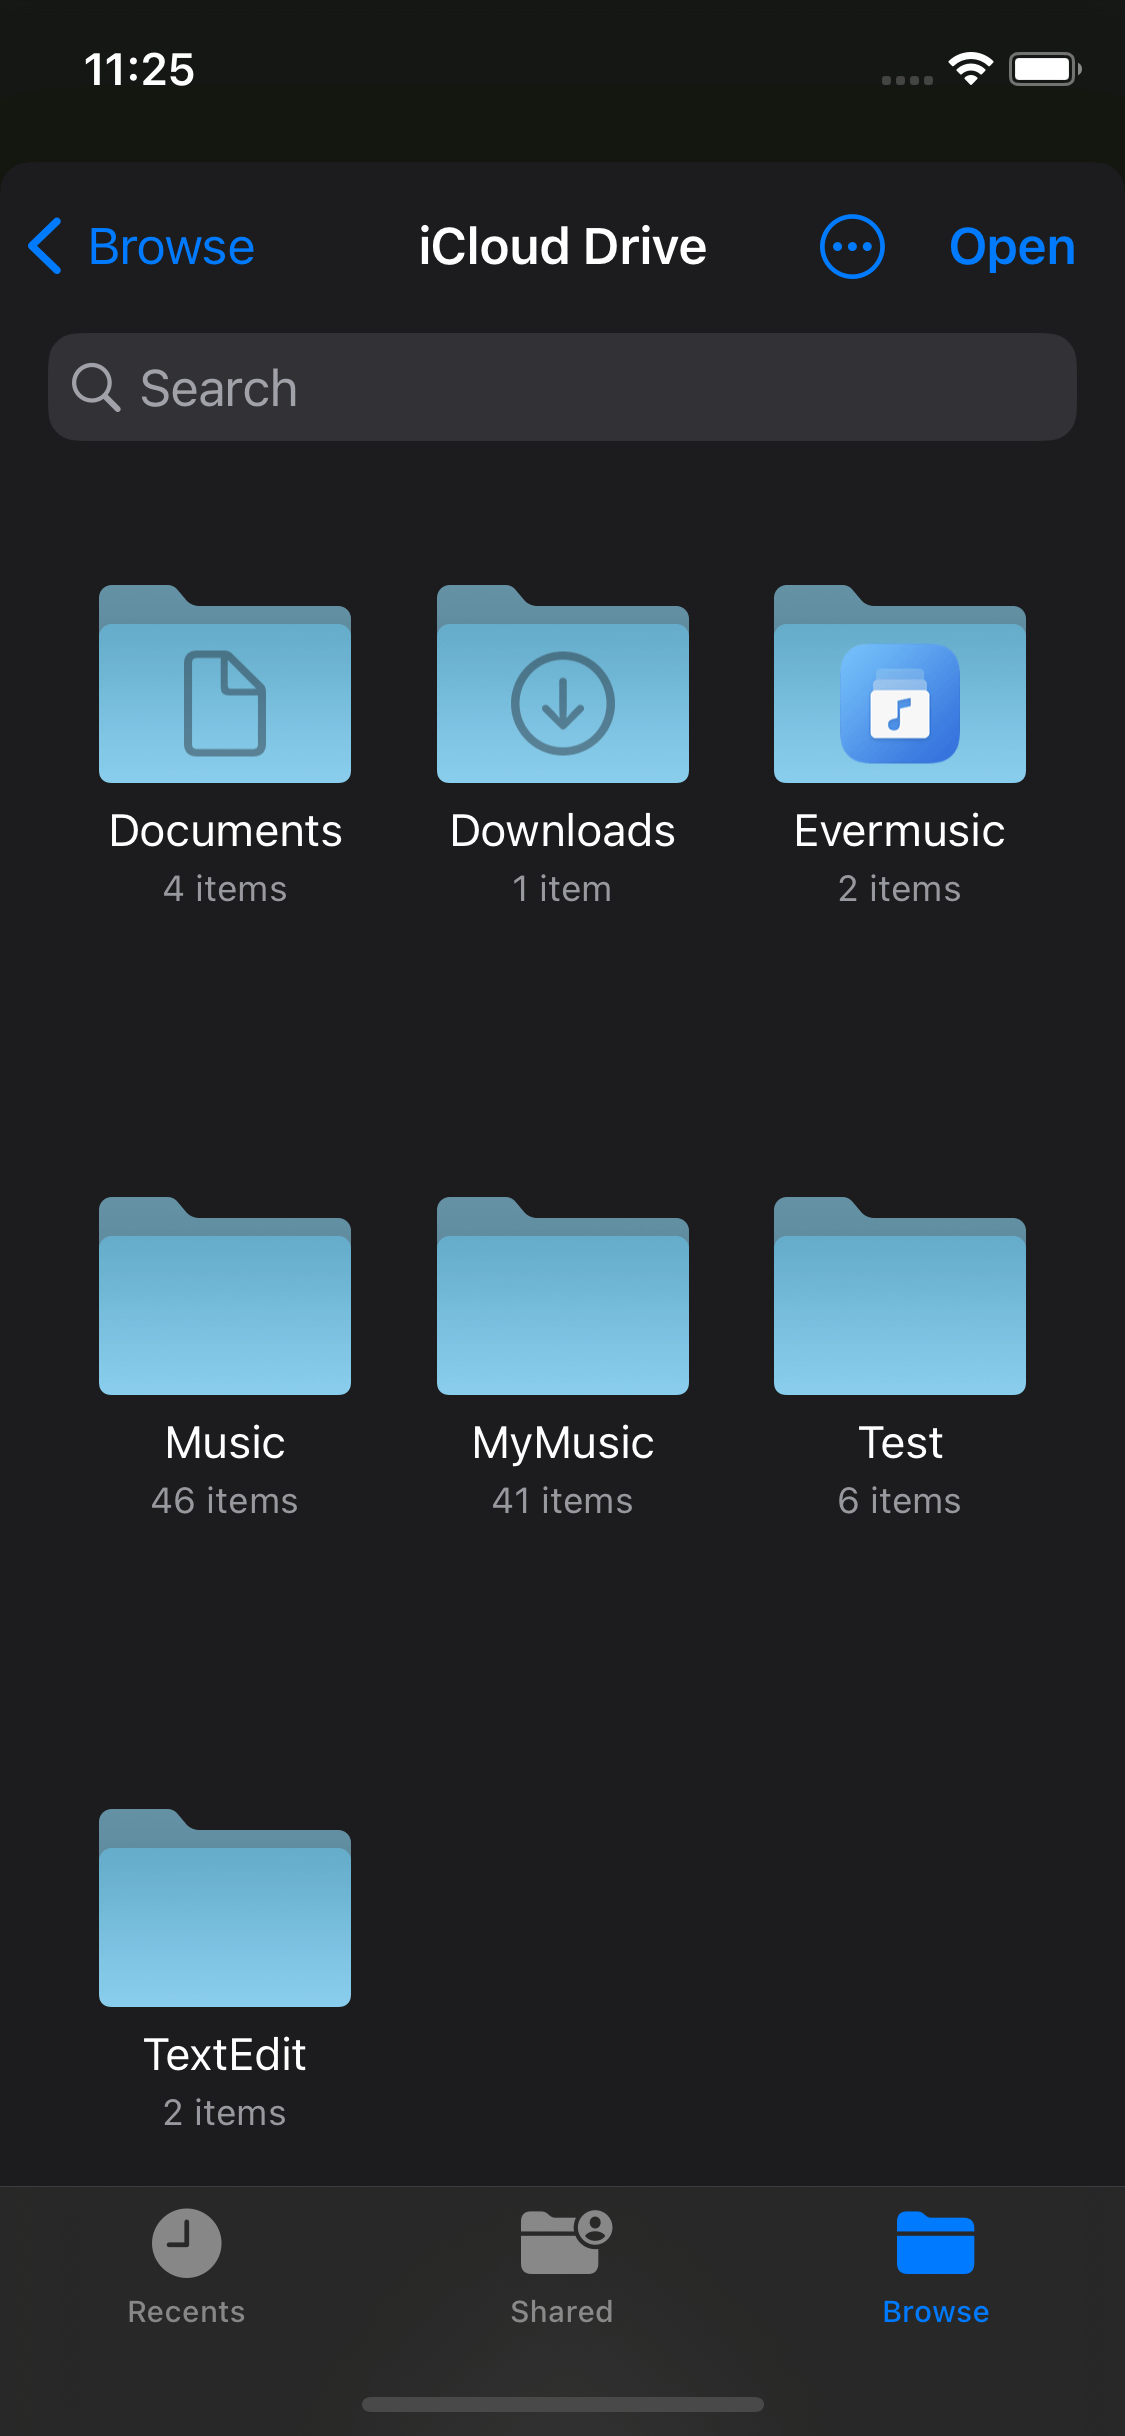 11:25
Browse
iCloud Drive
Open
Search
Documents
Downloads
Evermusic
4 items
1 item
2 items
Music
MyMusic
Test
46 items
41 items
6 items
TextEdit
2 items
Recents
Shared
Browse